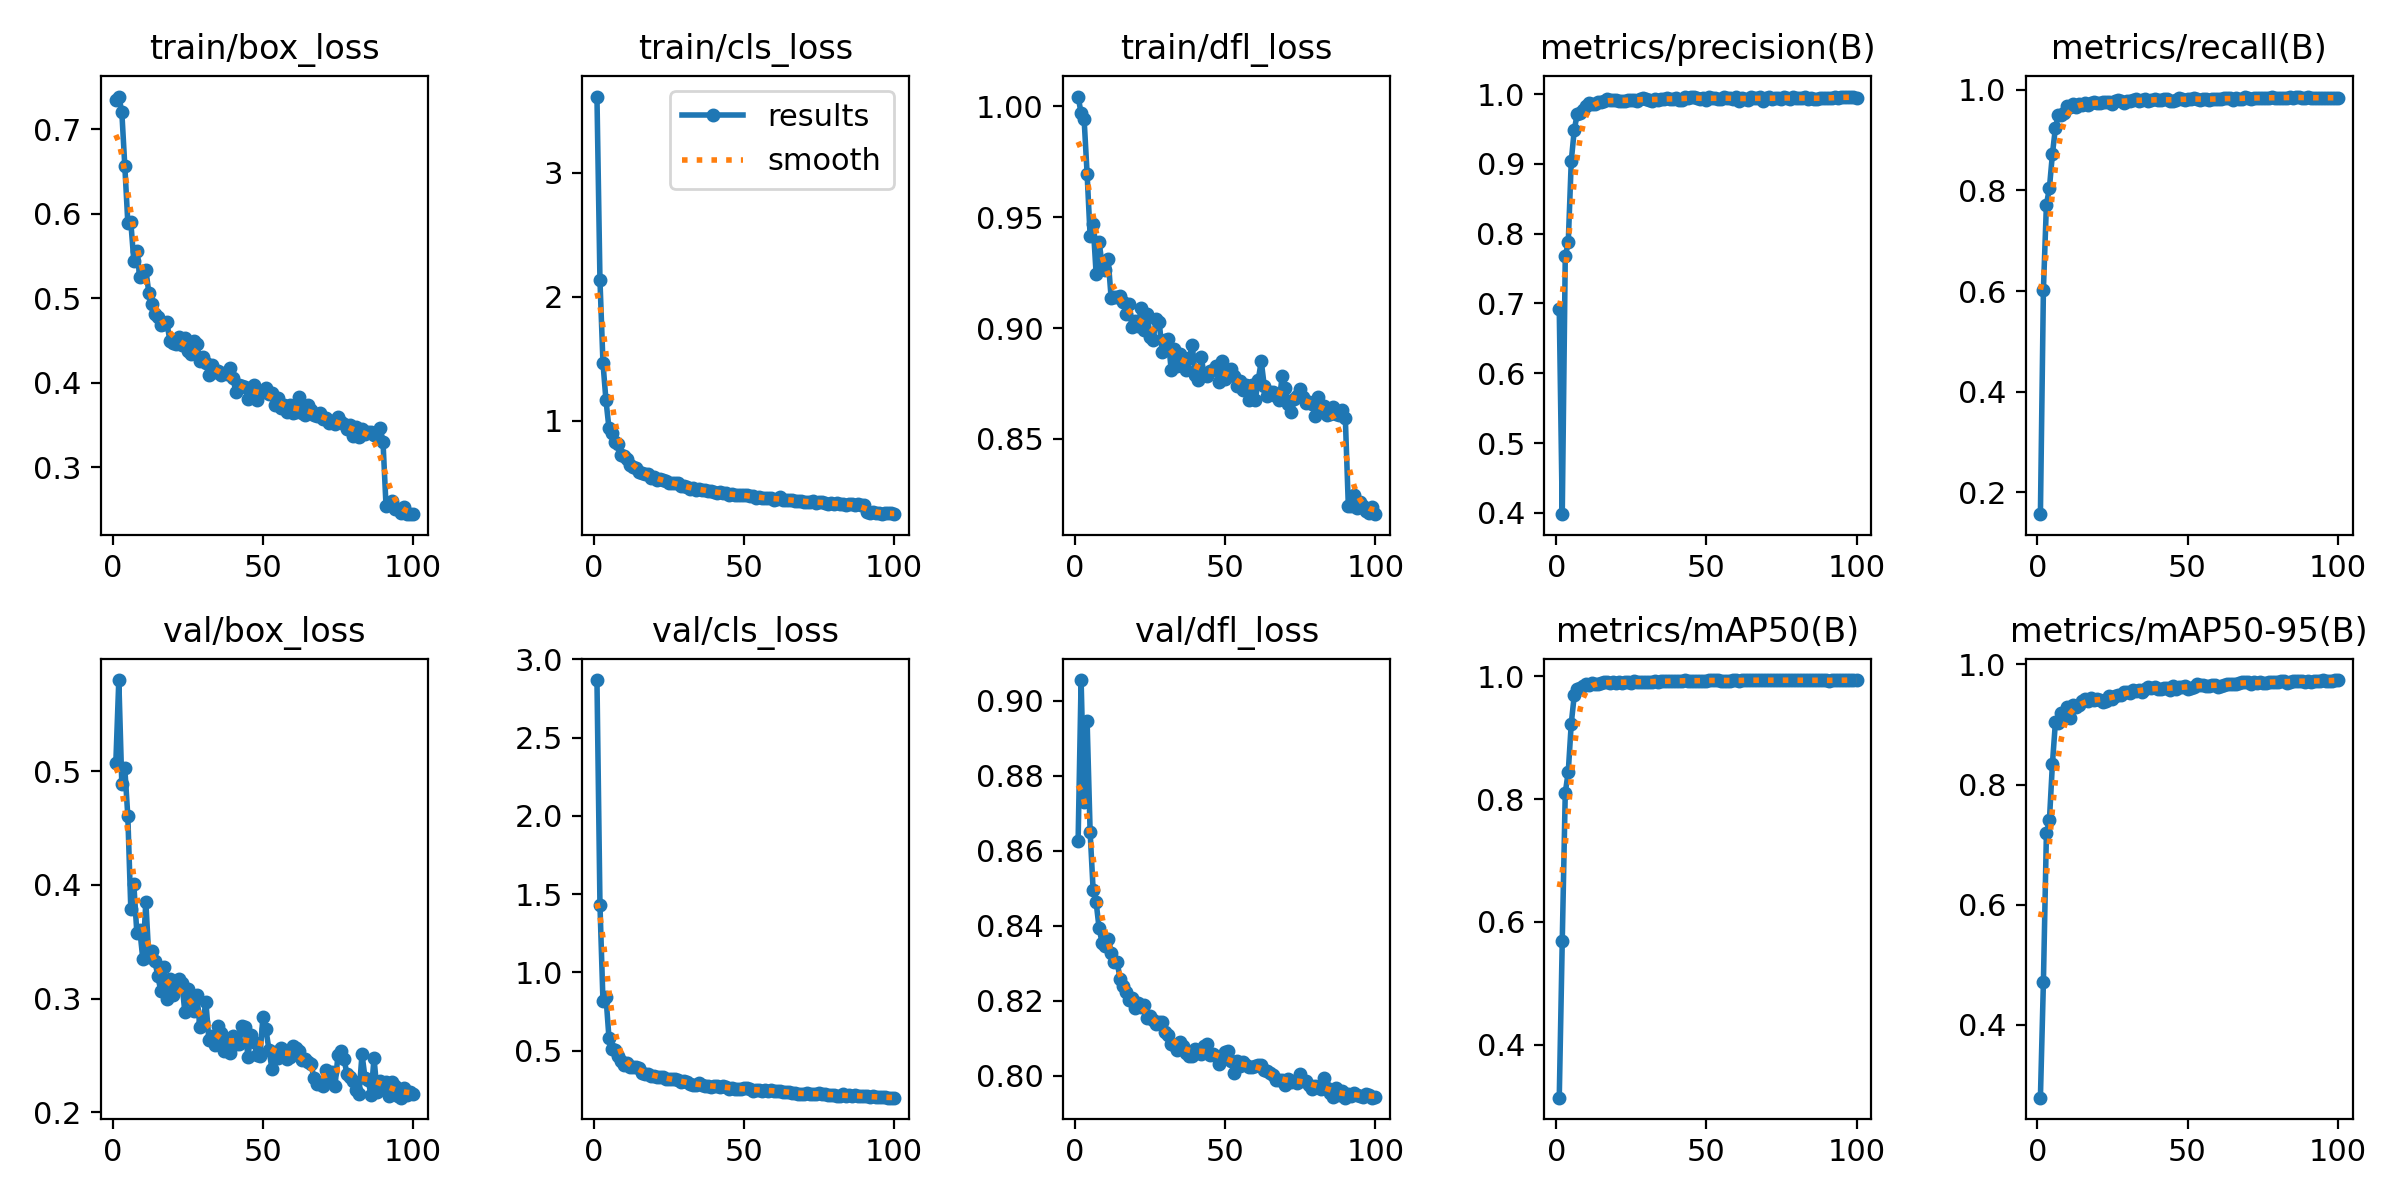 train/box_loss
0.7
0.6
0.5
0.4
0.3
0 50 100
train/cls_loss
results
smooth
3
2
1
0 50 100
train/dfl_loss
1.00
0.95
0.90
0.85
0 50 100
metrics/precision(B)
1.0
0.9
0.8
0.7
0.6
0.5
0.4
0 50 100
metrics/recall(B)
1.0
0.8
0.6
0.4
0.2
0 50 100
val/box_loss
0.5
0.4
0.3
0.2
0 50 100
val/cls_loss
3.0
2.5
2.0
1.5
1.0
0.5
0 50 100
val/dfl_loss
0.90
0.88
0.86
0.84
0.82
0.80
0 50 100
metrics/mAP50(B)
1.0
0.8
0.6
0.4
0 50 100
metrics/mAP50-95(B)
1.0
0.8
0.6
0.4
0 50 100